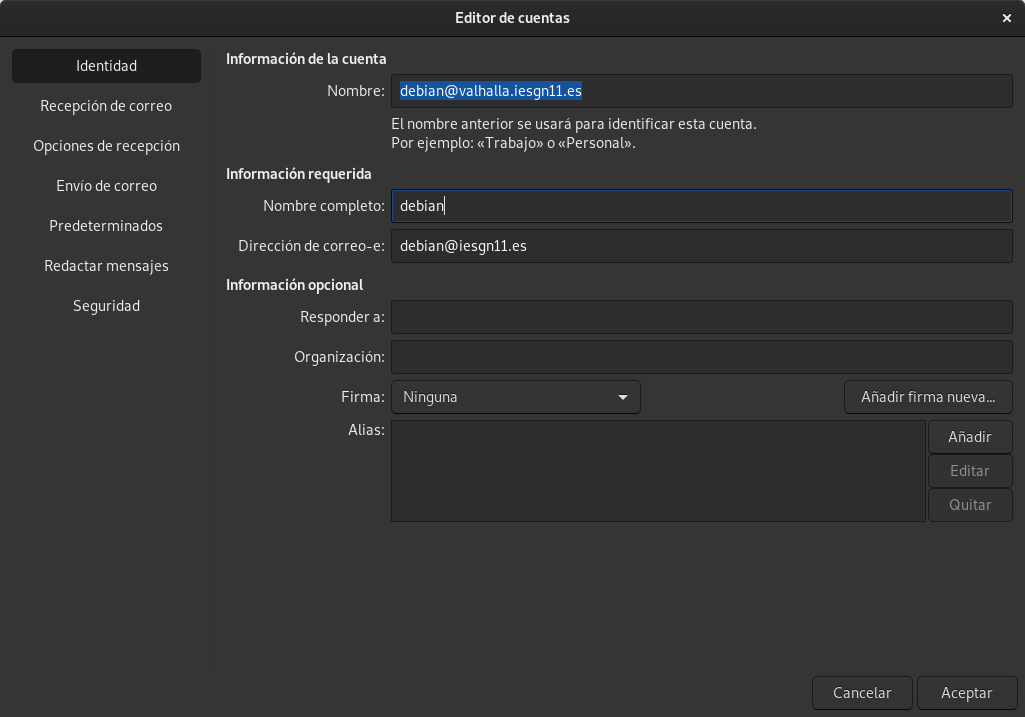 Editor de cuentas
Identidad
Recepción de correo
Opciones de recepción
Envío de correo
Predeterminados
Redactar mensajes
Seguridad
Información de la cuenta
Nombre: debian@valhalla.iesgn11.es
El nombre anterior se usará para identificar esta cuenta.
Por ejemplo: «Trabajo» o «Personal».
Información requerida
Nombre completo: debian
Dirección de correo-e: debian@iesgn11.es
Información opcional
Responder a:
Organización:
Firma: Ninguna Añadir firma nueva...
Alias: Añadir
Editar
Quitar
Cancelar Aceptar